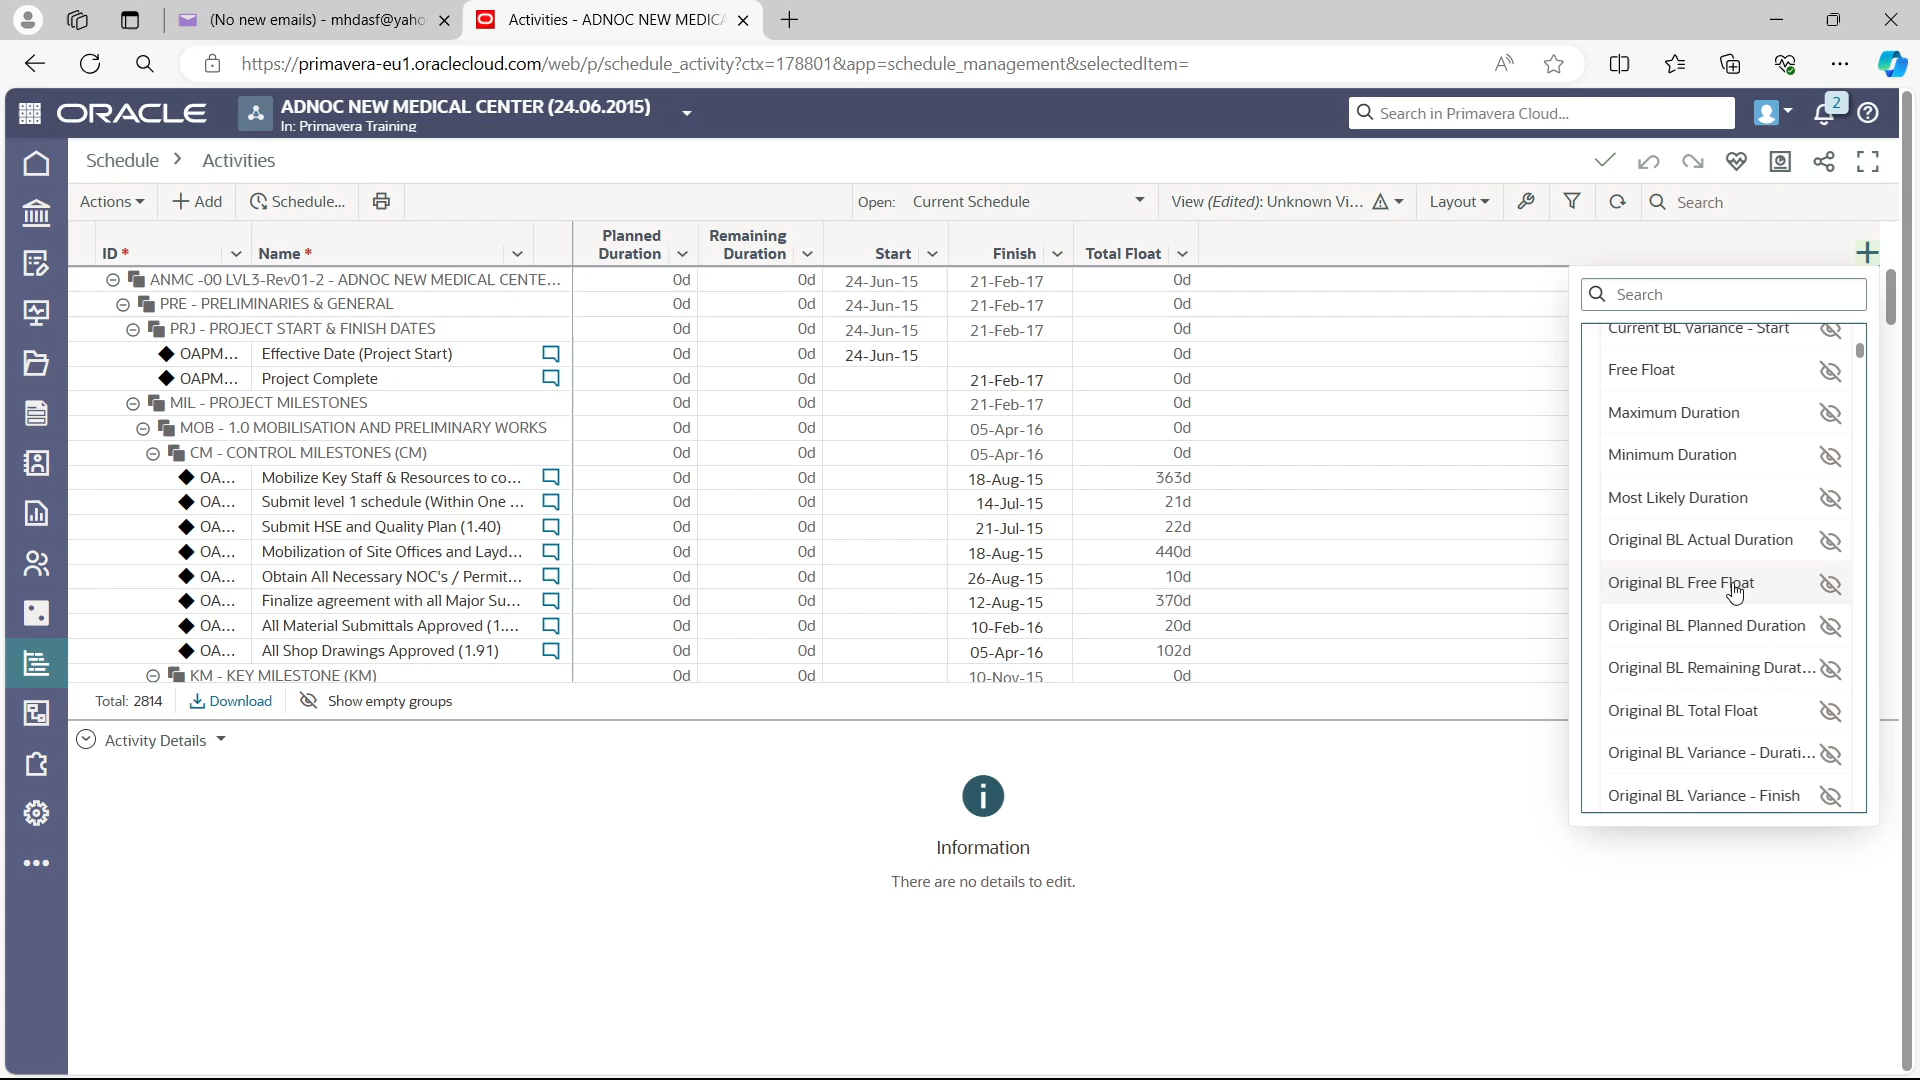 (No new emails) - mhdasf@yaho
Activities - ADNOC NEW MEDICA
https://primavera-eu1.oraclecloud.com/web/p/schedule_activity?ctx=178801&app=schedule_management&selectedItem=
ORACLE
ADNOC NEW MEDICAL CENTER (24.06.2015)
In: Primavera Training
Search in Primavera Cloud...
2
Schedule > Activities
Actions
Add
Schedule...
Open: Current Schedule
View (Edited): Unknown Vi...
Layout
Search
ID * Name * Planned Duration Remaining Duration Start Finish Total Float
ANMC -00 LVL3-Rev01-2 - ADNOC NEW MEDICAL CENTE... 0d 0d 24-Jun-15 21-Feb-17 0d
PRE - PRELIMINARIES & GENERAL 0d 0d 24-Jun-15 21-Feb-17 0d
PRJ - PROJECT START & FINISH DATES 0d 0d 24-Jun-15 21-Feb-17 0d
OAPM... Effective Date (Project Start) 0d 0d 24-Jun-15 0d
OAPM... Project Complete 0d 0d 21-Feb-17 0d
MIL - PROJECT MILESTONES 0d 0d 21-Feb-17 0d
MOB - 1.0 MOBILISATION AND PRELIMINARY WORKS 0d 0d 05-Apr-16 0d
CM - CONTROL MILESTONES (CM) 0d 0d 05-Apr-16 0d
OA... Mobilize Key Staff & Resources to co... 0d 0d 18-Aug-15 363d
OA... Submit level 1 schedule (Within One ... 0d 0d 14-Jul-15 21d
OA... Submit HSE and Quality Plan (1.40) 0d 0d 21-Jul-15 22d
OA... Mobilization of Site Offices and Layd... 0d 0d 18-Aug-15 440d
OA... Obtain All Necessary NOC's / Permit... 0d 0d 26-Aug-15 10d
OA... Finalize agreement with all Major Su... 0d 0d 12-Aug-15 370d
OA... All Material Submittals Approved (1.... 0d 0d 10-Feb-16 20d
OA... All Shop Drawings Approved (1.91) 0d 0d 05-Apr-16 102d
KM - KEY MILESTONE (KM) 0d 0d 10-Nov-15 0d
Total: 2814
Download
Show empty groups
Activity Details
Information
There are no details to edit.
Search
Current BL Variance - Start
Free Float
Maximum Duration
Minimum Duration
Most Likely Duration
Original BL Actual Duration
Original BL Free Float
Original BL Planned Duration
Original BL Remaining Durat...
Original BL Total Float
Original BL Variance - Durati...
Original BL Variance - Finish